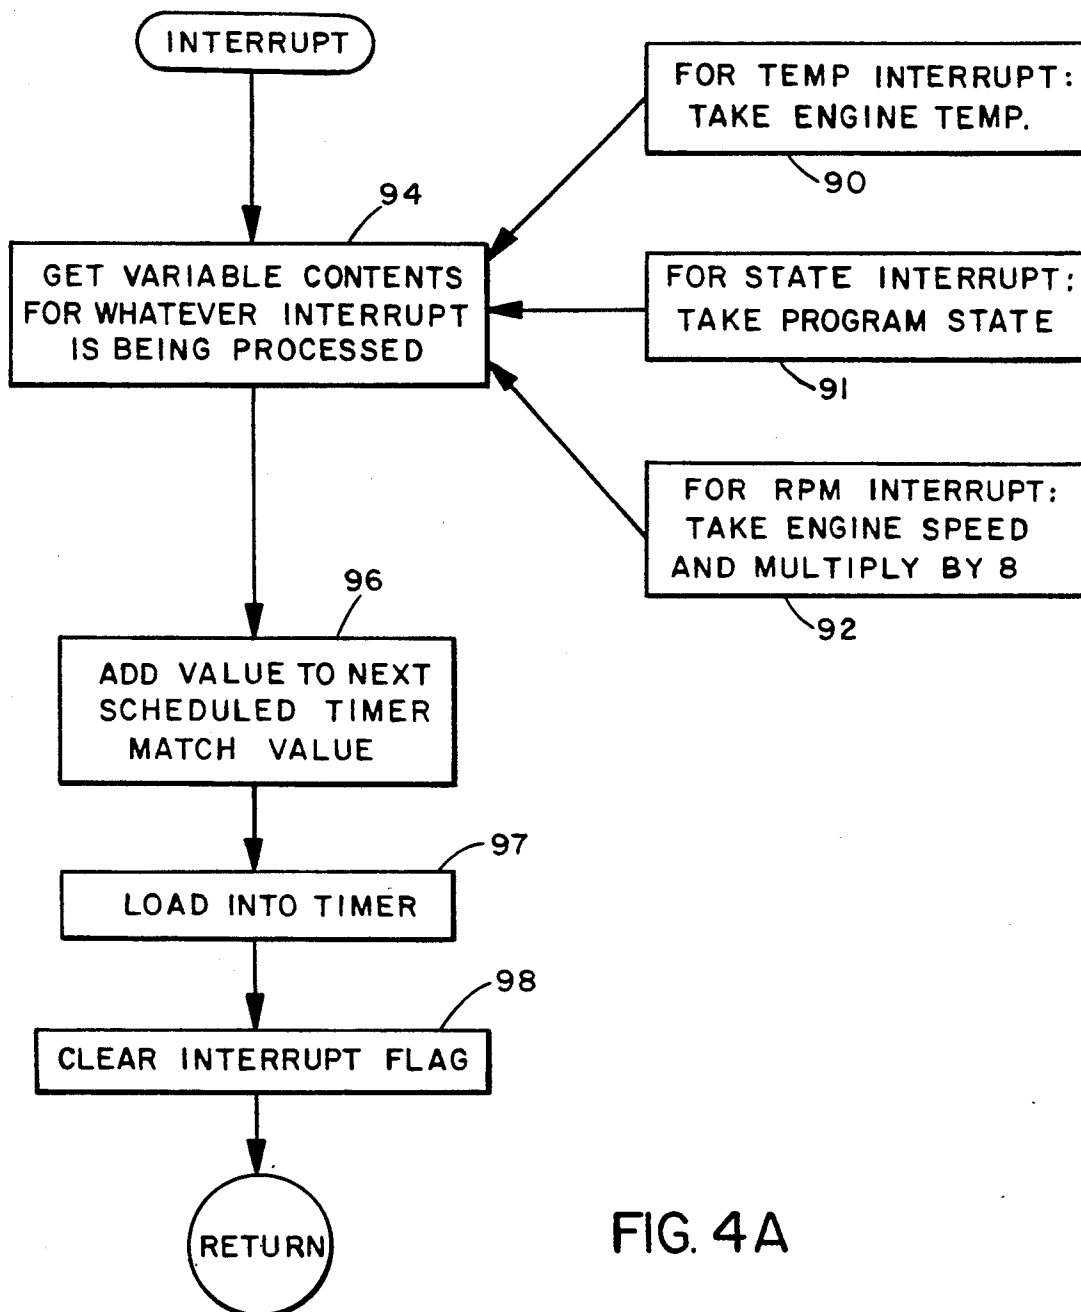 INTERRUPT
FOR TEMP INTERRUPT:
TAKE ENGINE TEMP.
90
94
GET VARIABLE CONTENTS
FOR WHATEVER INTERRUPT
IS BEING PROCESSED
FOR STATE INTERRUPT:
TAKE PROGRAM STATE
91
FOR RPM INTERRUPT:
TAKE ENGINE SPEED
AND MULTIPLY BY 8
92
96
ADD VALUE TO NEXT
SCHEDULED TIMER
MATCH VALUE
97
LOAD INTO TIMER
98
CLEAR INTERRUPT FLAG
RETURN
FIG. 4A